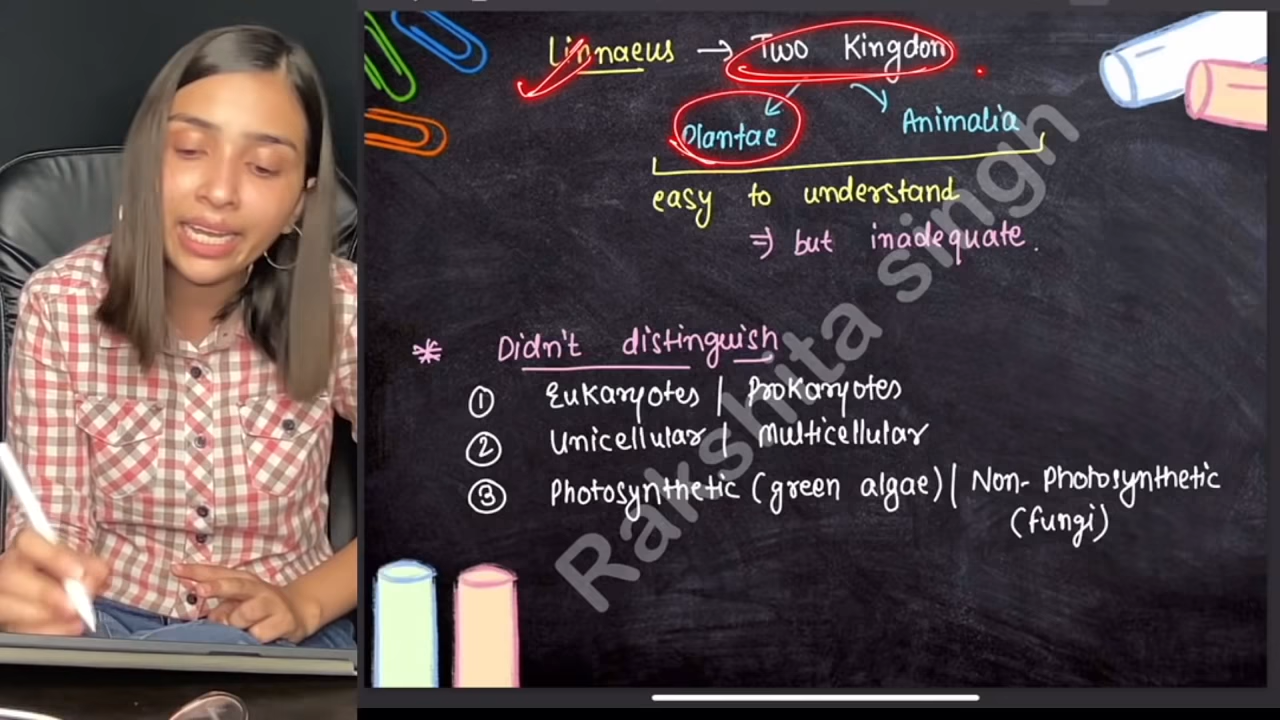 Linnaeus → Two Kingdom
Plantae Animalia
easy to understand
⇒ but inadequate.
* Didn't distinguish
① Eukaryotes | Prokaryotes
② Unicellular | Multicellular
③ Photosynthetic (green algae) | Non-Photosynthetic
(fungi)
Rakshita singh